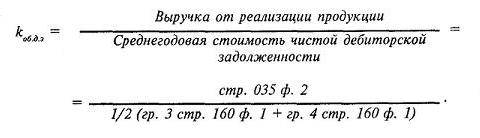 Выручка от реализации продукции
k об.д.з = ——— =
Среднегодовая стоимость чистой дебиторской
задолженности
стр. 035 ф. 2
= ——— .
1/2 (гр. 3 стр. 160 ф. 1 + гр. 4 стр. 160 ф. 1)